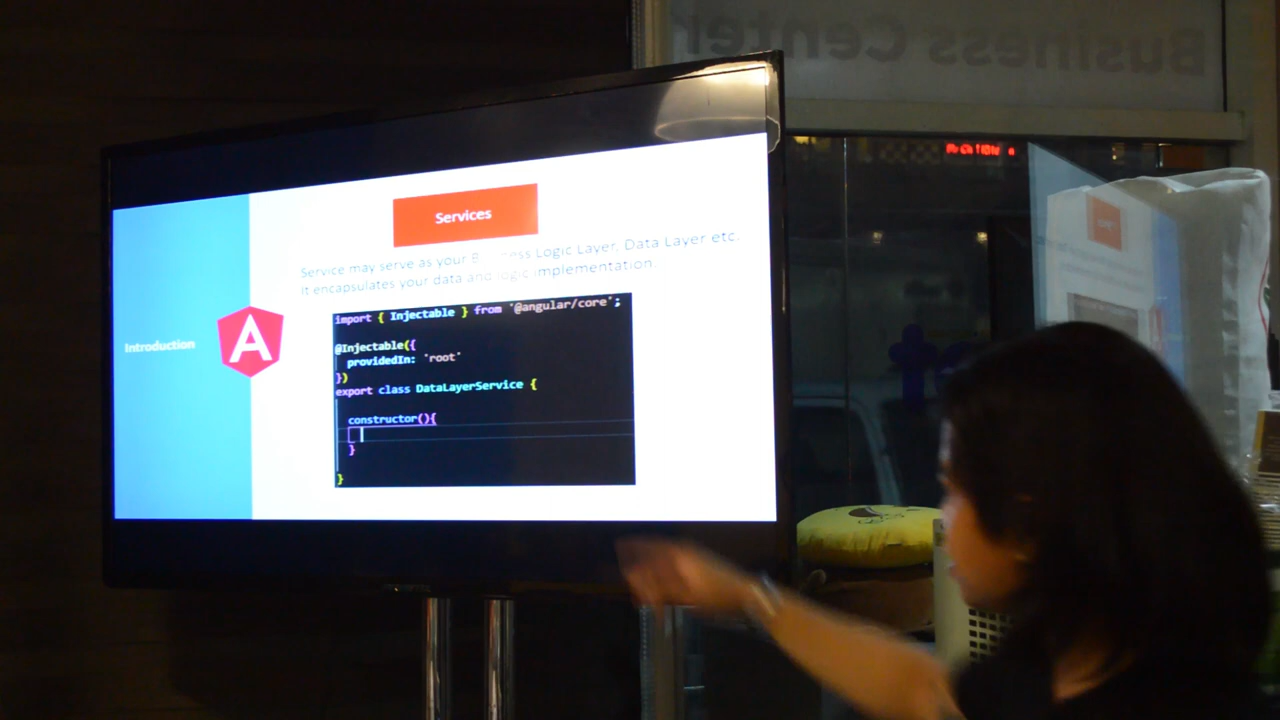 Business Center
Services
Service may serve as your Business Logic Layer, Data Layer etc.
It encapsulates your data and logic implementation.
Introduction
A
import { Injectable } from '@angular/core';
@Injectable({
providedIn: 'root'
})
export class DataLayerService {
constructor(){
}
}